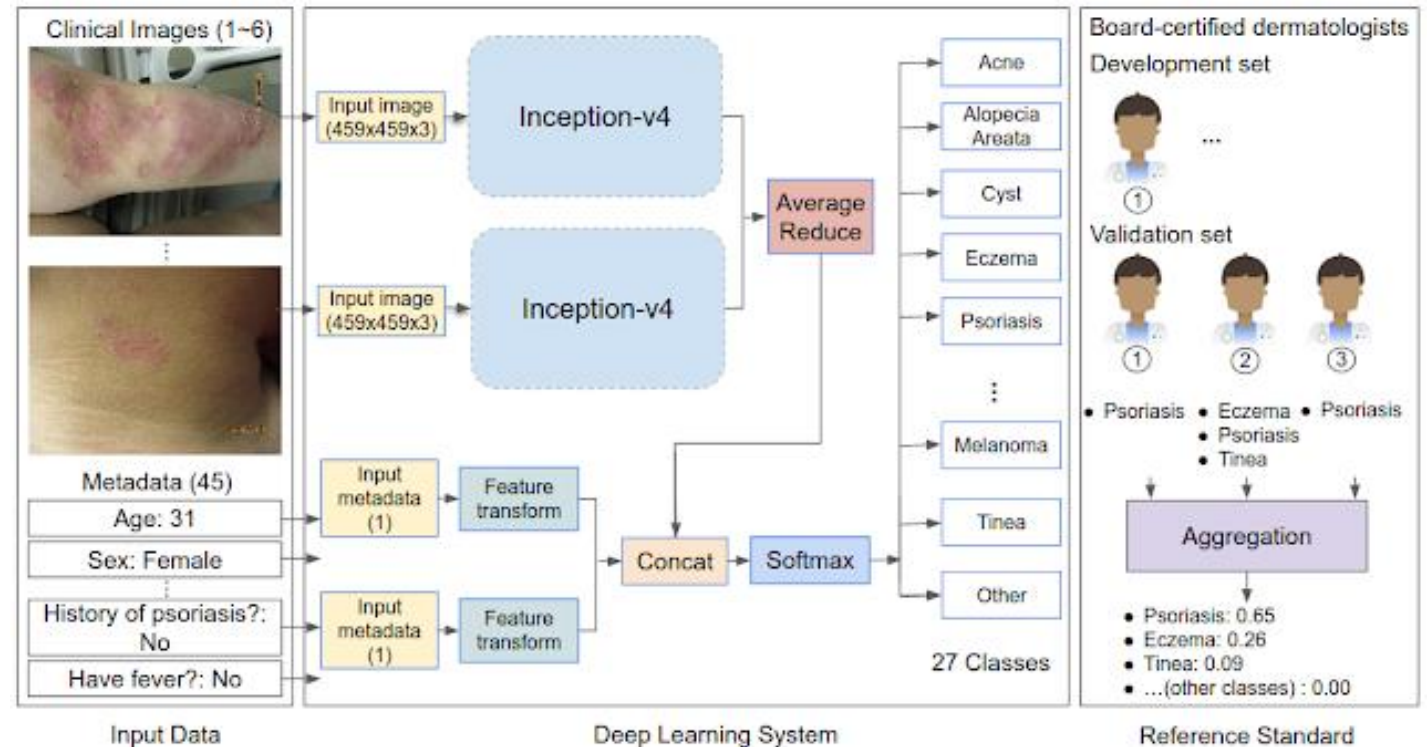 Clinical Images (1~6)
Metadata (45)
Age: 31
Sex: Female
History of psoriasis?:
No
Have fever?: No
Input Data
Input image
(459x459x3)
Inception-v4
Input image
(459x459x3)
Inception-v4
Average
Reduce
Input
metadata
(1)
Feature
transform
Input
metadata
(1)
Feature
transform
Concat
Softmax
Acne
Alopecia
Areata
Cyst
Eczema
Psoriasis
Melanoma
Tinea
Other
27 Classes
Deep Learning System
Board-certified dermatologists
Development set
...
1
Validation set
1
2
3
• Psoriasis
• Eczema
• Psoriasis
• Tinea
• Psoriasis
Aggregation
• Psoriasis: 0.65
• Eczema: 0.26
• Tinea: 0.09
• ...(other classes) : 0.00
Reference Standard